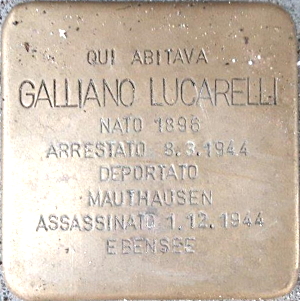 QUI ABITAVA
GALLIANO LUCARELLI
NATO 1896
ARRESTATO 8.3.1944
DEPORTATO
MAUTHAUSEN
ASSASSINATO 1.12.1944
EBENSEE